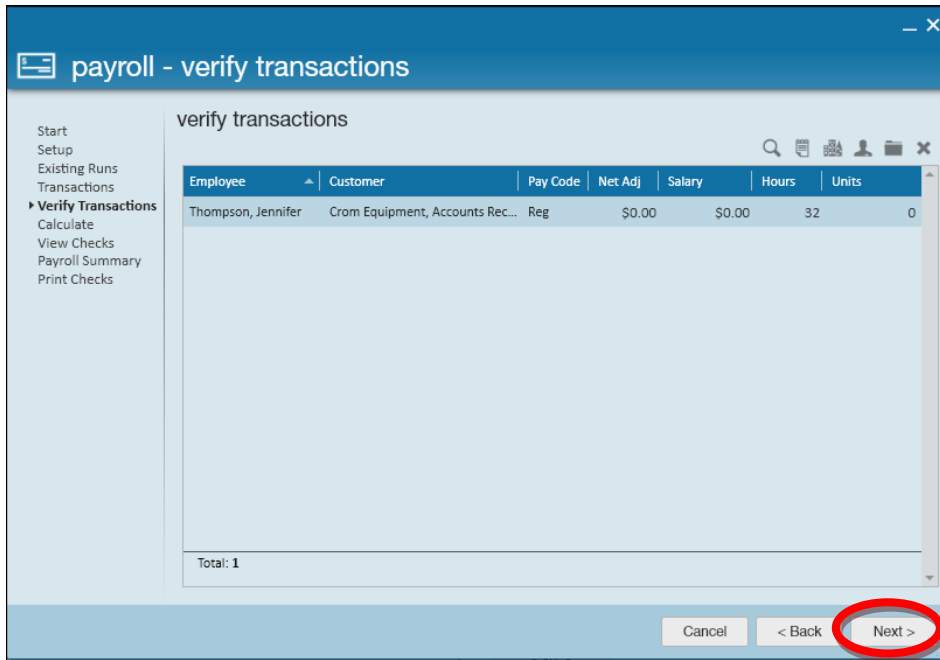 payroll - verify transactions
verify transactions
Start
Setup
Existing Runs
Transactions
Verify Transactions
Calculate
View Checks
Payroll Summary
Print Checks
Employee Customer Pay Code Net Adj Salary Hours Units
Thompson, Jennifer Crom Equipment, Accounts Rec... Reg $0.00 $0.00 32 0
Total: 1
Cancel < Back Next >